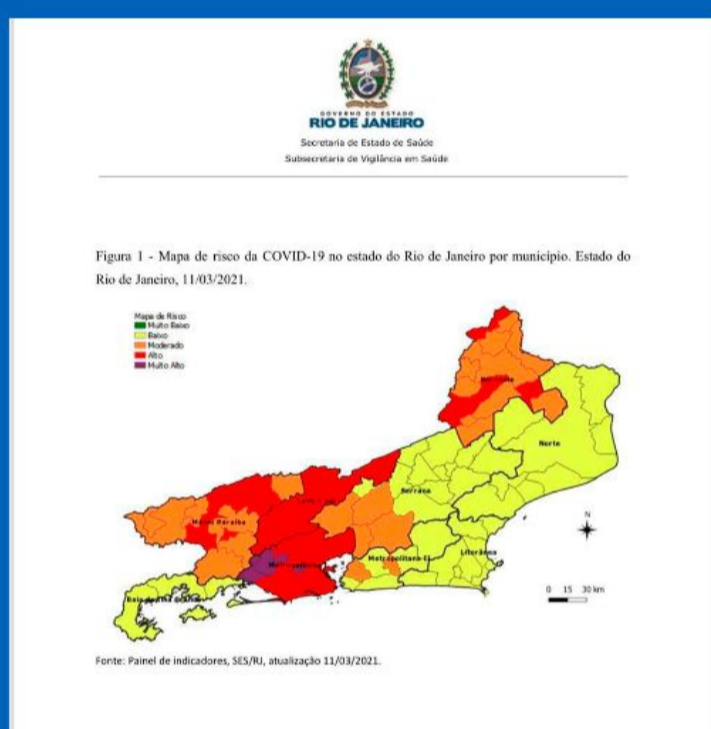 GOVERNO DO ESTADO
RIO DE JANEIRO
Secretaria de Estado de Saúde
Subsecretaria de Vigilância em Saúde
Figura 1 - Mapa de risco da COVID-19 no estado do Rio de Janeiro por município. Estado do
Rio de Janeiro, 11/03/2021.
Mapa de Risco
Muito Baixo
Baixo
Moderado
Alto
Muito Alto
Noroeste
Norte
Serrana
Médio Paraíba
N
Metropolitana II
Litorânea
0 15 30 km
Fonte: Painel de indicadores, SES/RJ, atualização 11/03/2021.